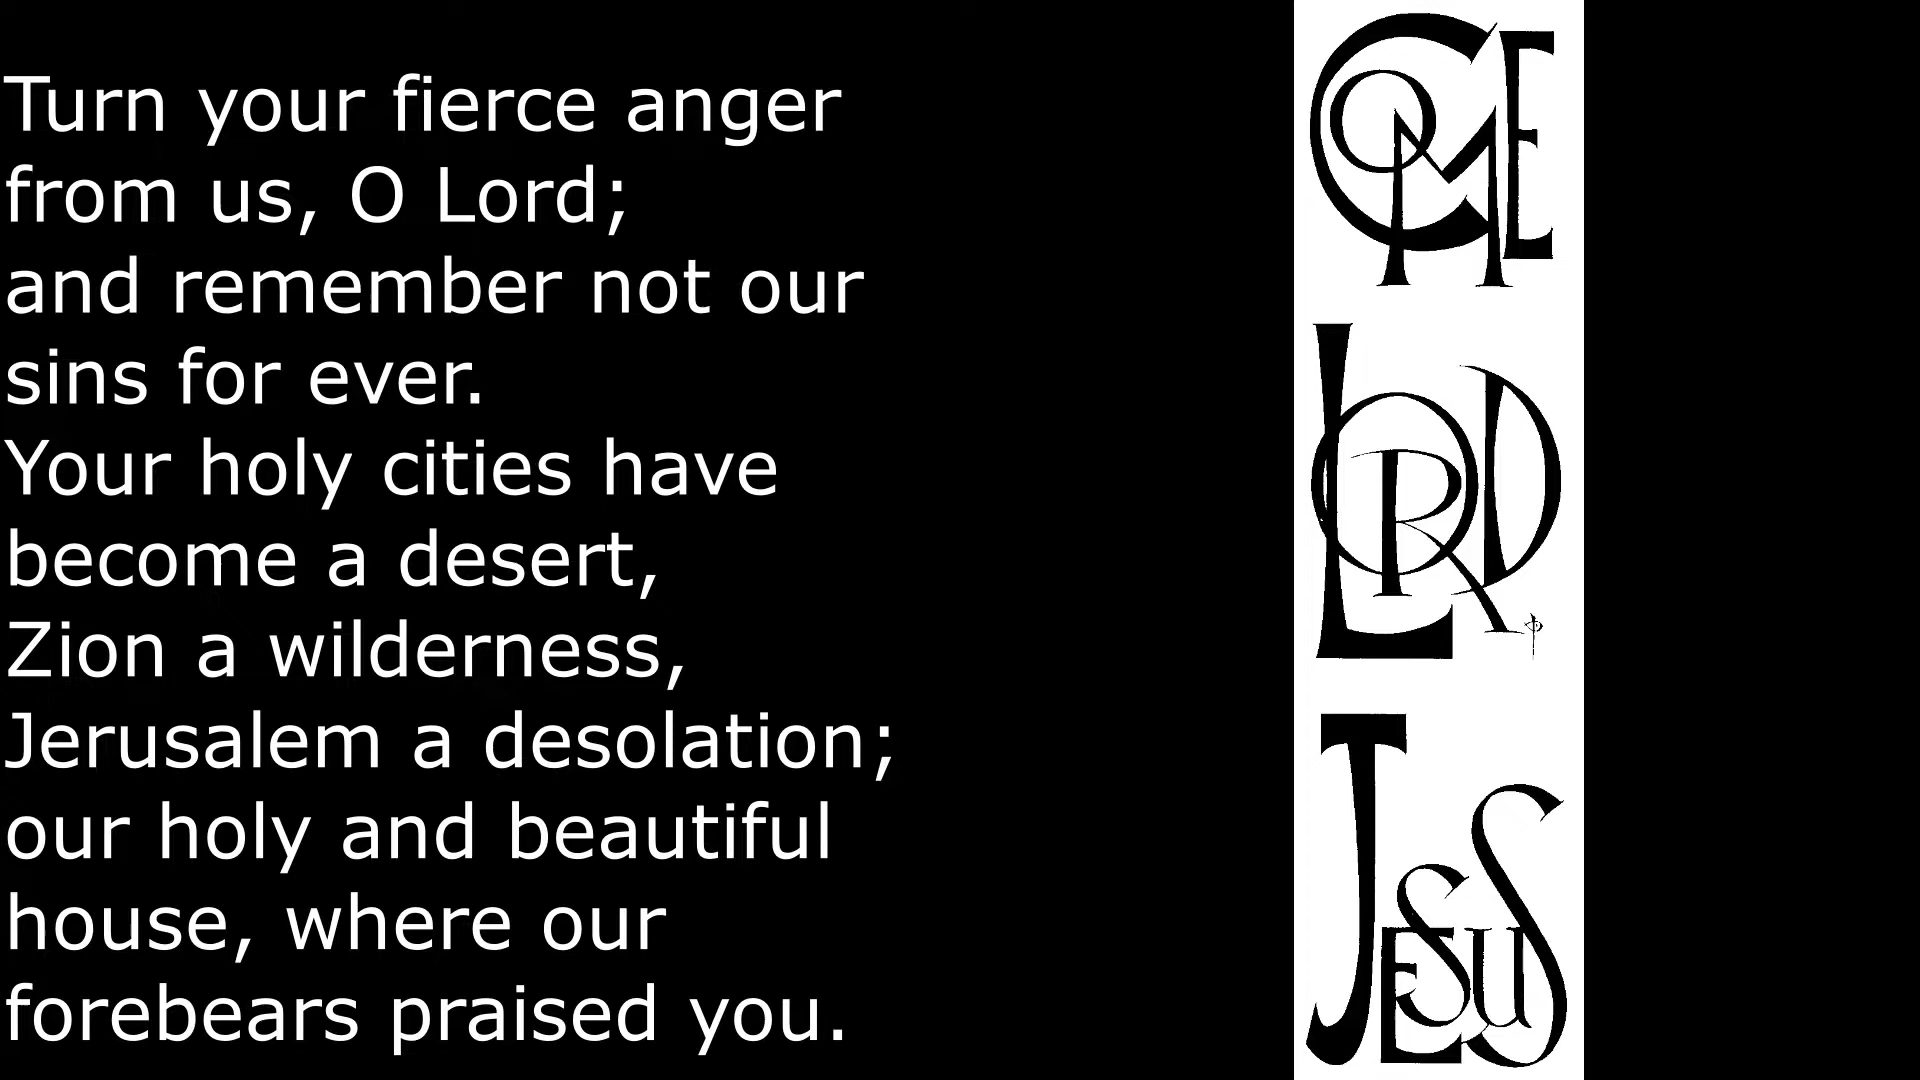 Turn your fierce anger
from us, O Lord;
and remember not our
sins for ever.
Your holy cities have
become a desert,
Zion a wilderness,
Jerusalem a desolation;
our holy and beautiful
house, where our
forebears praised you.
COME
LORD
JESUS